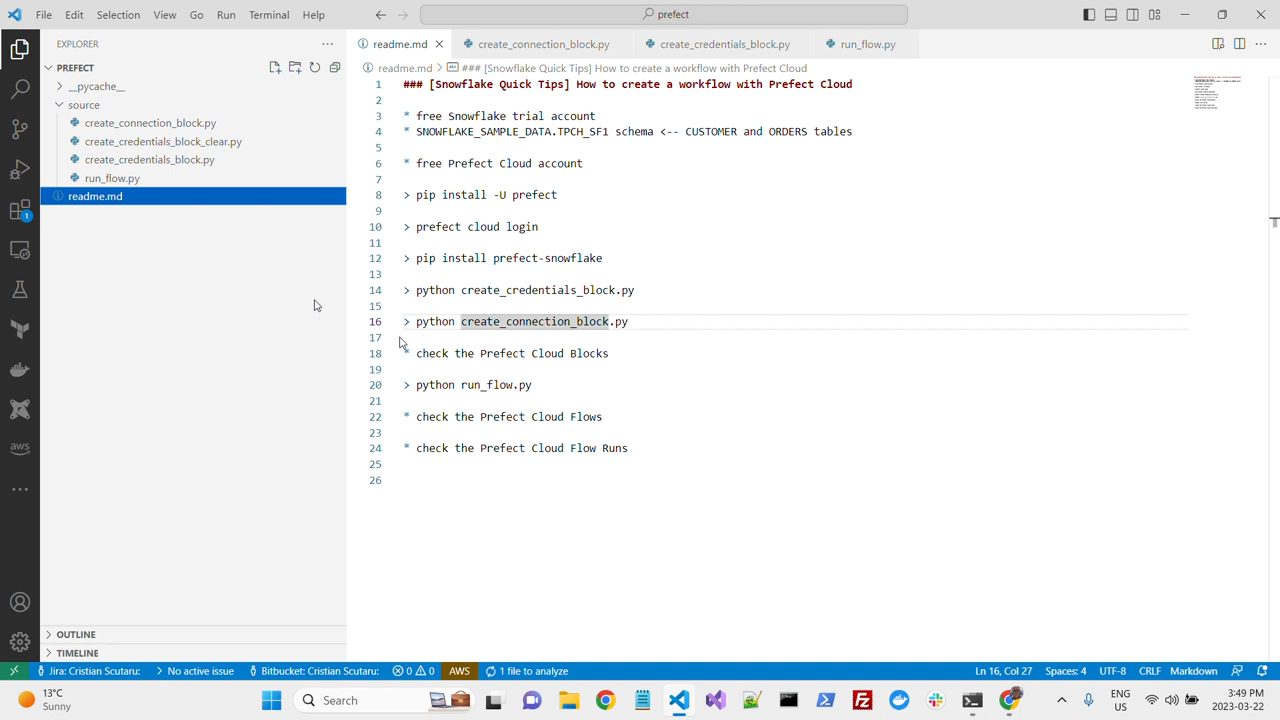 File Edit Selection View Go Run Terminal Help
prefect
EXPLORER
PREFECT
__pycache__
source
create_connection_block.py
create_credentials_block_clear.py
create_credentials_block.py
run_flow.py
readme.md
OUTLINE
TIMELINE
1
aws
readme.md create_connection_block.py create_credentials_block.py run_flow.py
readme.md > ### [Snowflake Quick Tips] How to create a workflow with Prefect Cloud
1 ### [Snowflake Quick Tips] How to create a workflow with Prefect Cloud
2
3 * free Snowflake trial account
4 * SNOWFLAKE_SAMPLE_DATA.TPCH_SF1 schema <-- CUSTOMER and ORDERS tables
5
6 * free Prefect Cloud account
7
8 > pip install -U prefect
9
10 > prefect cloud login
11
12 > pip install prefect-snowflake
13
14 > python create_credentials_block.py
15
16 > python create_connection_block.py
17
18 * check the Prefect Cloud Blocks
19
20 > python run_flow.py
21
22 * check the Prefect Cloud Flows
23
24 * check the Prefect Cloud Flow Runs
25
26
Jira: Cristian Scutaru: No active issue Bitbucket: Cristian Scutaru: 0 0 AWS 1 file to analyze Ln 16, Col 27 Spaces: 4 UTF-8 CRLF Markdown
13°C
Sunny
Search
ENG
US
3:49 PM
2023-03-22